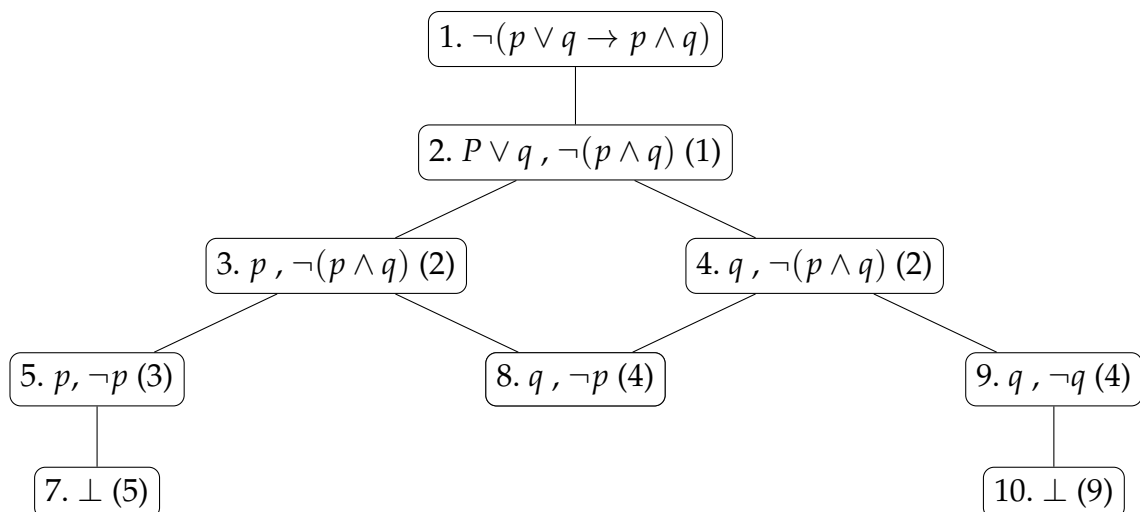 1. ¬(p ∨ q → p ∧ q)
2. P ∨ q , ¬(p ∧ q) (1)
3. p , ¬(p ∧ q) (2)
4. q , ¬(p ∧ q) (2)
5. p, ¬p (3)
8. q , ¬p (4)
9. q , ¬q (4)
7. ⊥ (5)
10. ⊥ (9)